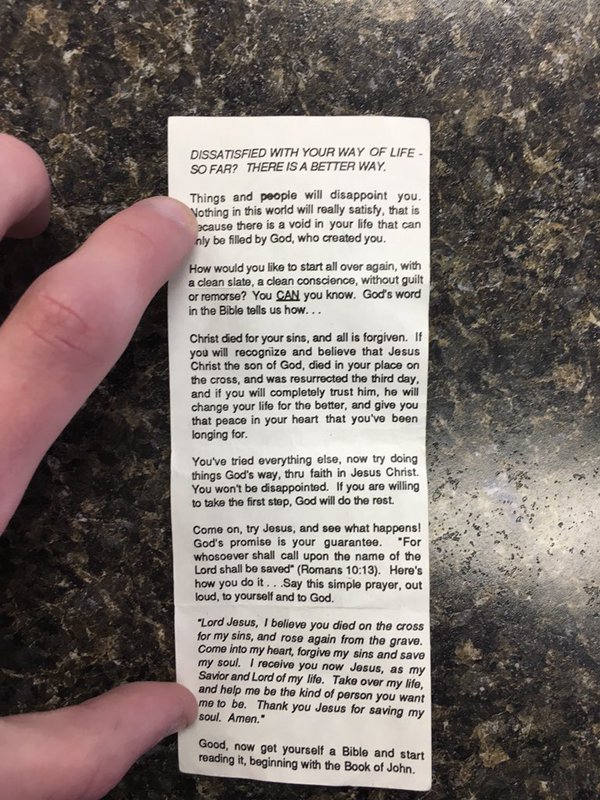 DISSATISFIED WITH YOUR WAY OF LIFE -
SO FAR? THERE IS A BETTER WAY.
Things and people will disappoint you.
Nothing in this world will really satisfy, that is
ecause there is a void in your life that can
nly be filled by God, who created you.
How would you like to start all over again, with
a clean slate, a clean conscience, without guilt
or remorse? You CAN you know. God's word
in the Bible tells us how. . .
Christ died for your sins, and all is forgiven. If
you will recognize and believe that Jesus
Christ the son of God, died in your place on
the cross, and was resurrected the third day,
and if you will completely trust him, he will
change your life for the better, and give you
that peace in your heart that you've been
longing for.
You've tried everything else, now try doing
things God's way, thru faith in Jesus Christ.
You won't be disappointed. If you are willing
to take the first step, God will do the rest.
Come on, try Jesus, and see what happens!
God's promise is your guarantee. "For
whosoever shall call upon the name of the
Lord shall be saved" (Romans 10:13). Here's
how you do it . . .Say this simple prayer, out
loud, to yourself and to God.
"Lord Jesus, I believe you died on the cross
for my sins, and rose again from the grave.
Come into my heart, forgive my sins and save
my soul. I receive you now Jesus, as my
Savior and Lord of my life. Take over my life,
and help me be the kind of person you want
me to be. Thank you Jesus for saving my
soul. Amen."
Good, now get yourself a Bible and start
reading it, beginning with the Book of John.